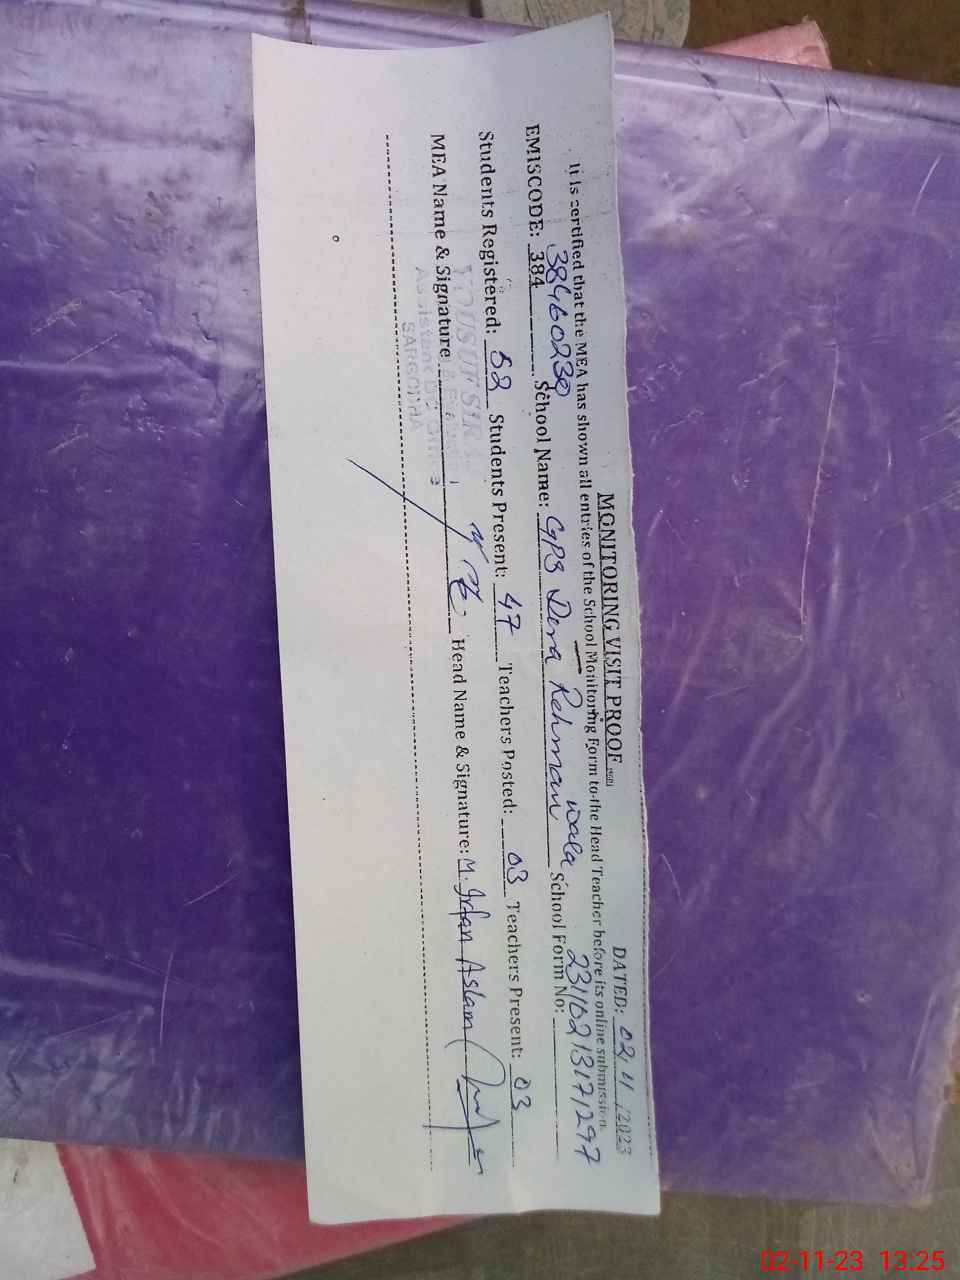 MONITORING VISIT PROOF
DATED: 02/11/2023
It is certified that the MEA has shown all entries of the School Monitoring Form to the Head Teacher before its online submission.
EMISCODE: 384 38460230 School Name: GPS Dera Rehman wala School Form No: 23110213171297
Students Registered: 52 Students Present: 47 Teachers Posted: 03 Teachers Present: 03
MEA Name & Signature Head Name & Signature: M. Irfan Aslam
Assistant
SARGODHA
02-11-23 13:25